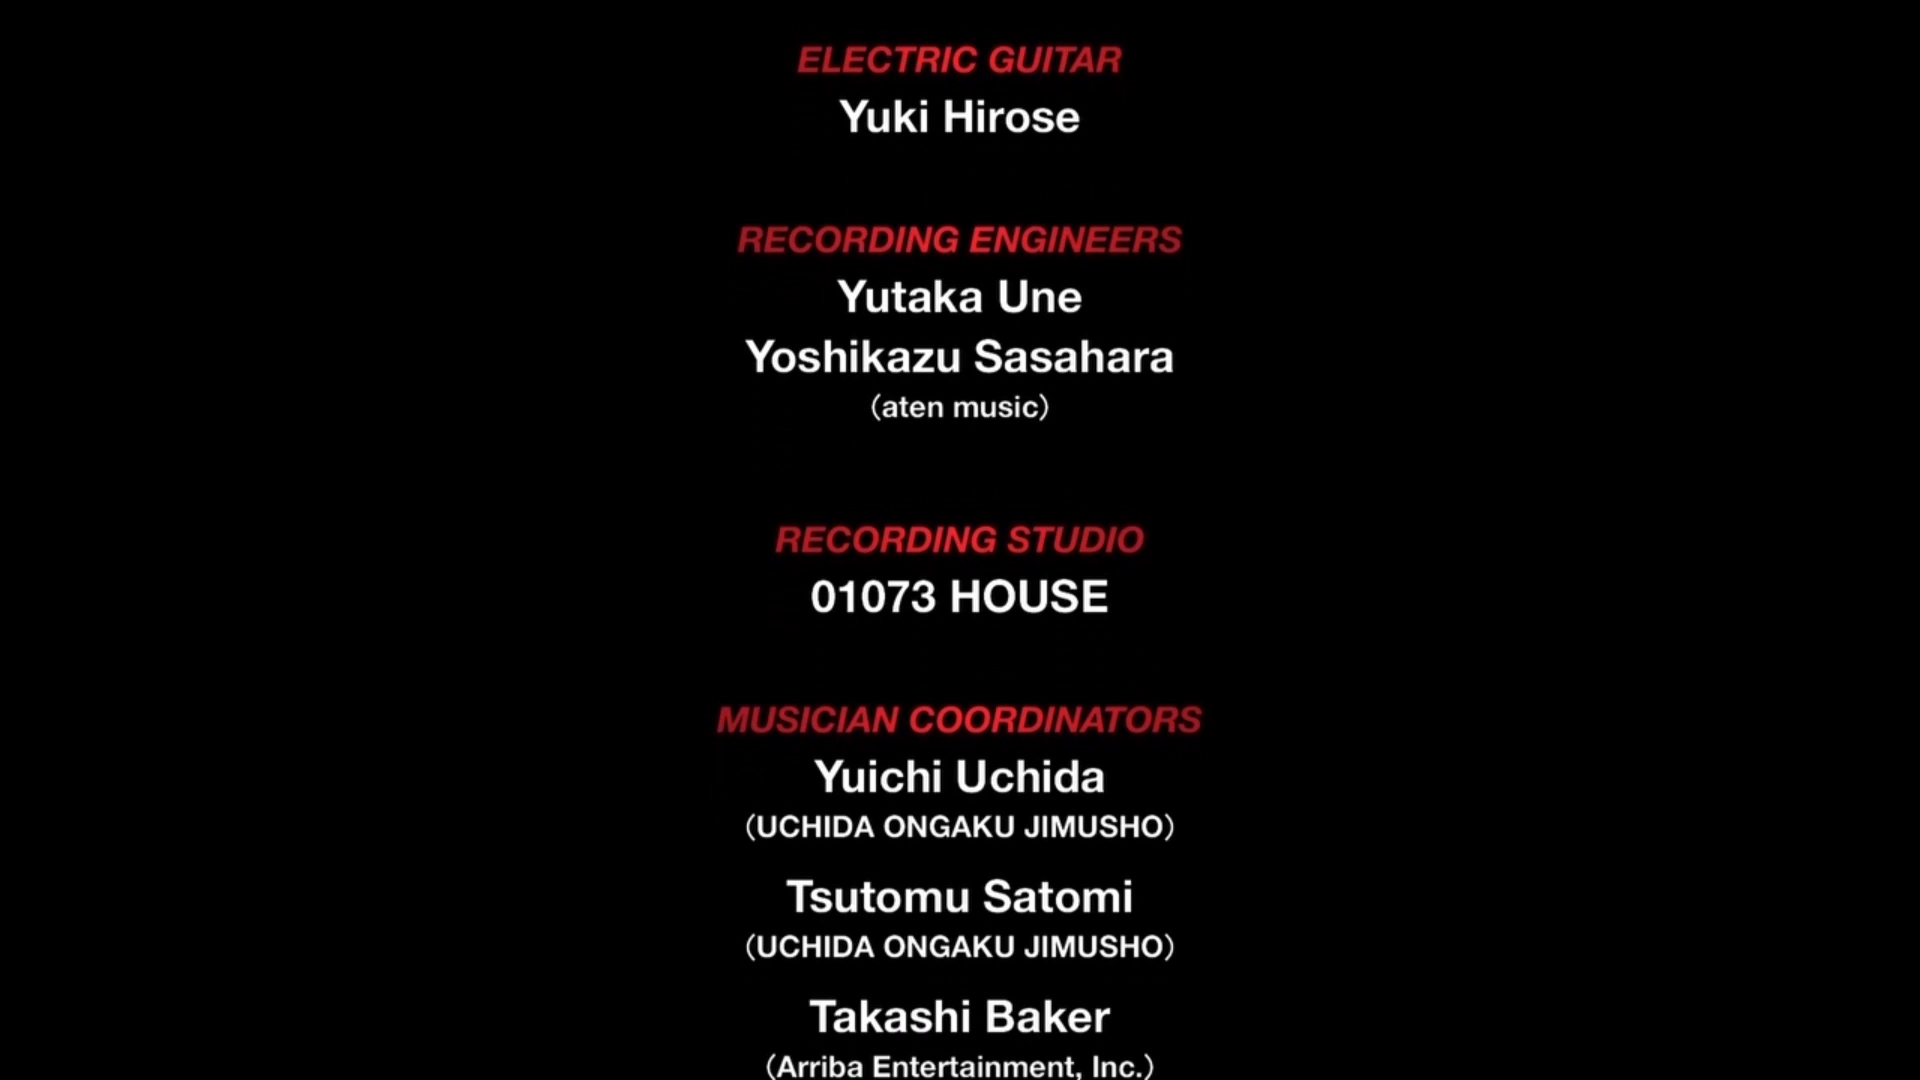 ELECTRIC GUITAR
Yuki Hirose
RECORDING ENGINEERS
Yutaka Une
Yoshikazu Sasahara
(aten music)
RECORDING STUDIO
01073 HOUSE
MUSICIAN COORDINATORS
Yuichi Uchida
(UCHIDA ONGAKU JIMUSHO)
Tsutomu Satomi
(UCHIDA ONGAKU JIMUSHO)
Takashi Baker
(Arriba Entertainment, Inc.)